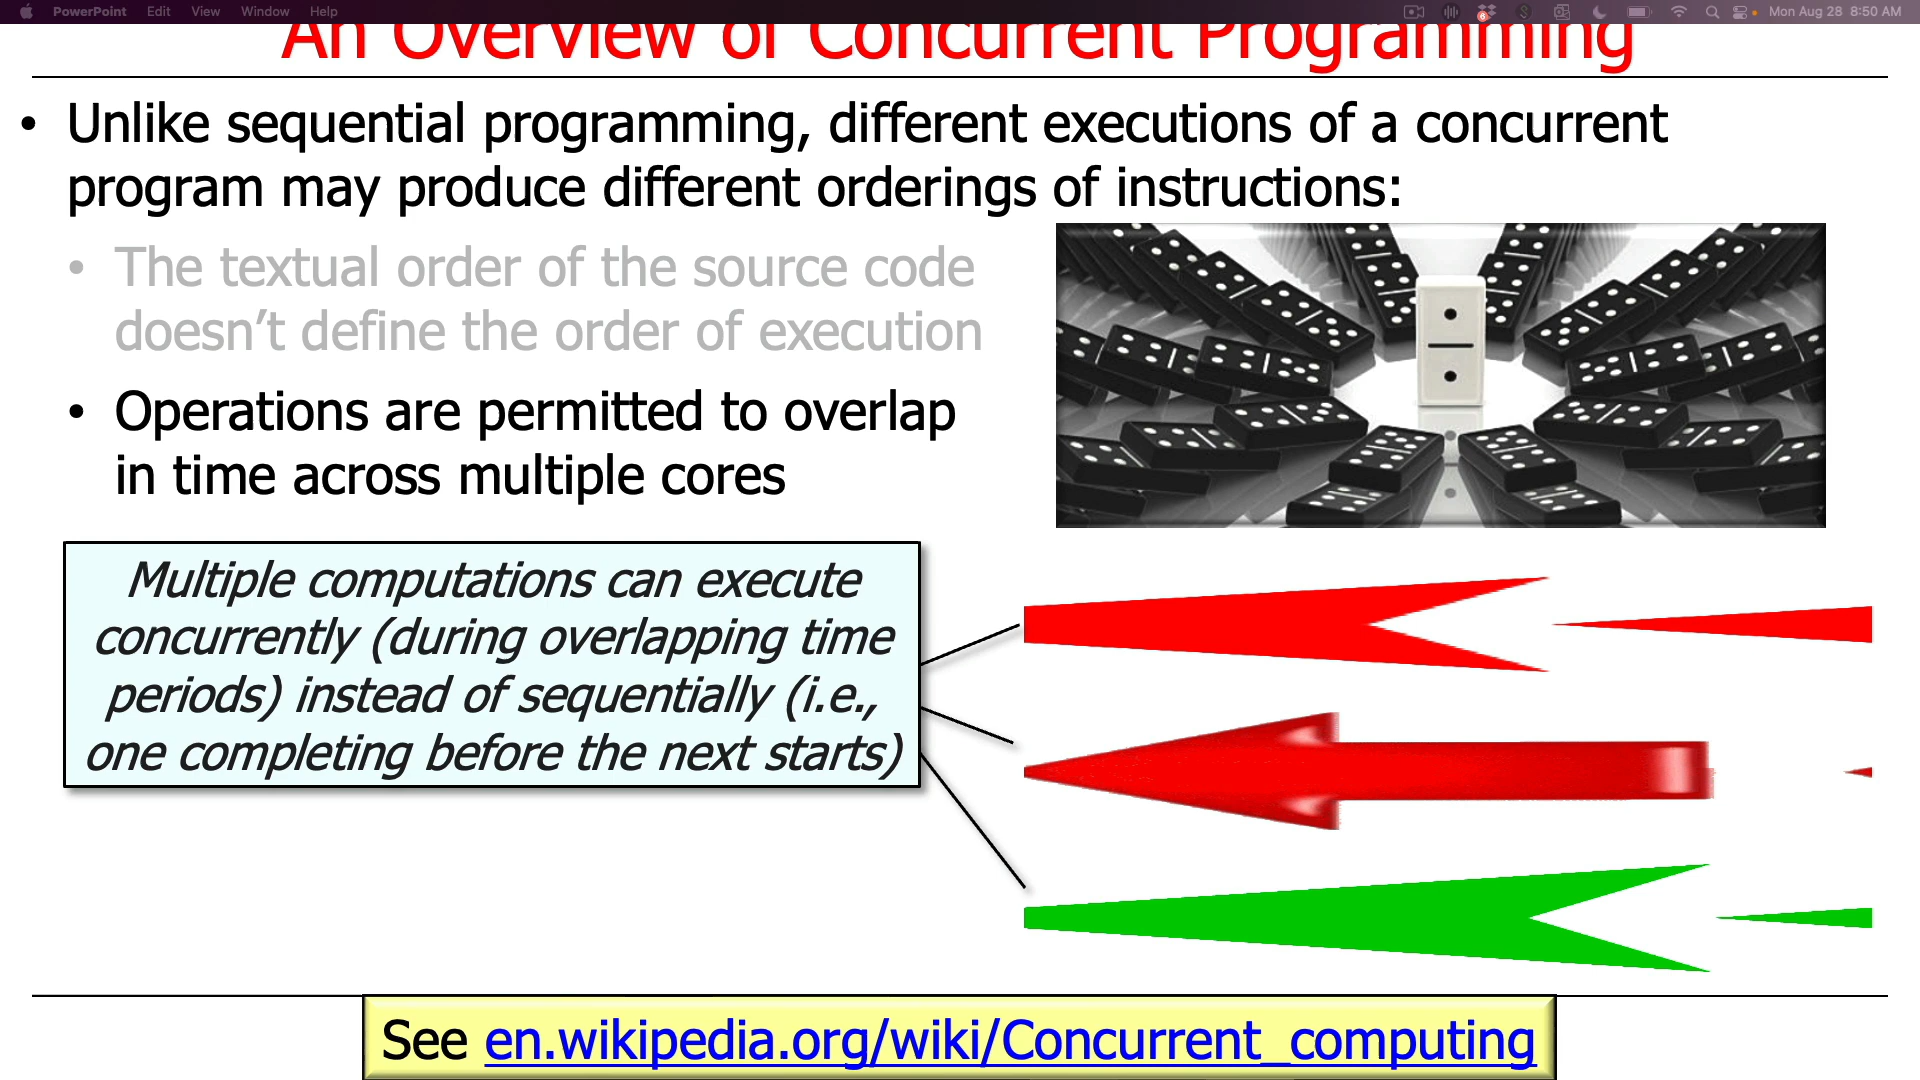 PowerPoint Edit View Window Help 6 Mon Aug 28 8:50 AM
An Overview of Concurrent Programming
• Unlike sequential programming, different executions of a concurrent
program may produce different orderings of instructions:
• The textual order of the source code
doesn’t define the order of execution
• Operations are permitted to overlap
in time across multiple cores
Multiple computations can execute
concurrently (during overlapping time
periods) instead of sequentially (i.e.,
one completing before the next starts)
See en.wikipedia.org/wiki/Concurrent_computing